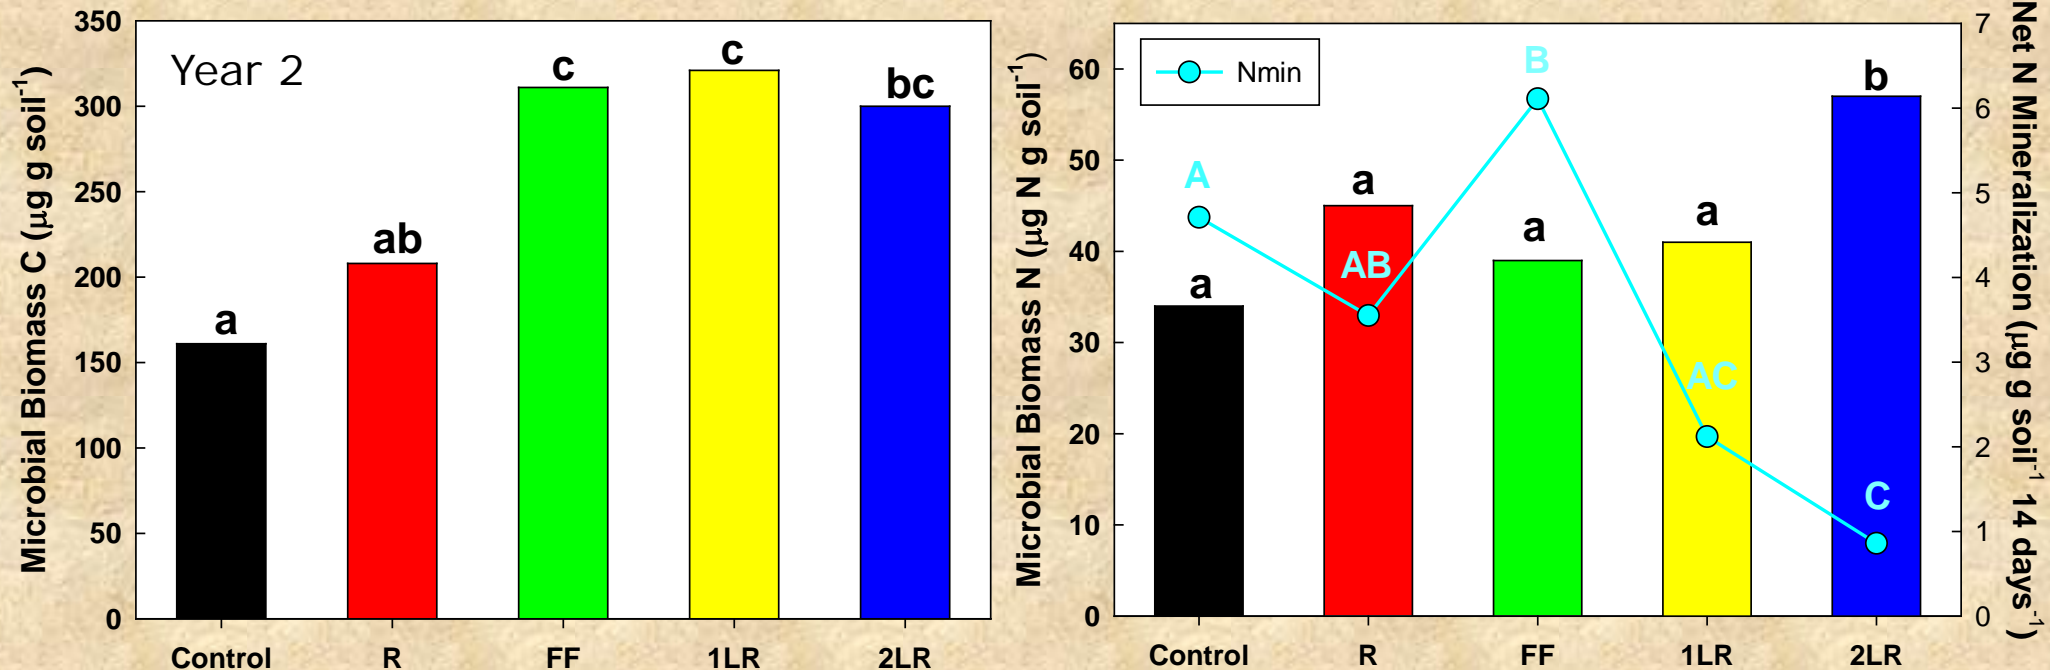 Microbial Biomass C (µg g soil⁻¹)
350
300
250
200
150
100
50
0
Year 2
a
ab
c
c
bc
Control R FF 1LR 2LR
Microbial Biomass N (µg N g soil⁻¹)
60
50
40
30
20
10
0
Nmin
A
AB
B
AC
C
a
a
a
a
b
Control R FF 1LR 2LR
7
6
5
4
3
2
1
0
Net N Mineralization (µg g soil⁻¹ 14 days⁻¹)